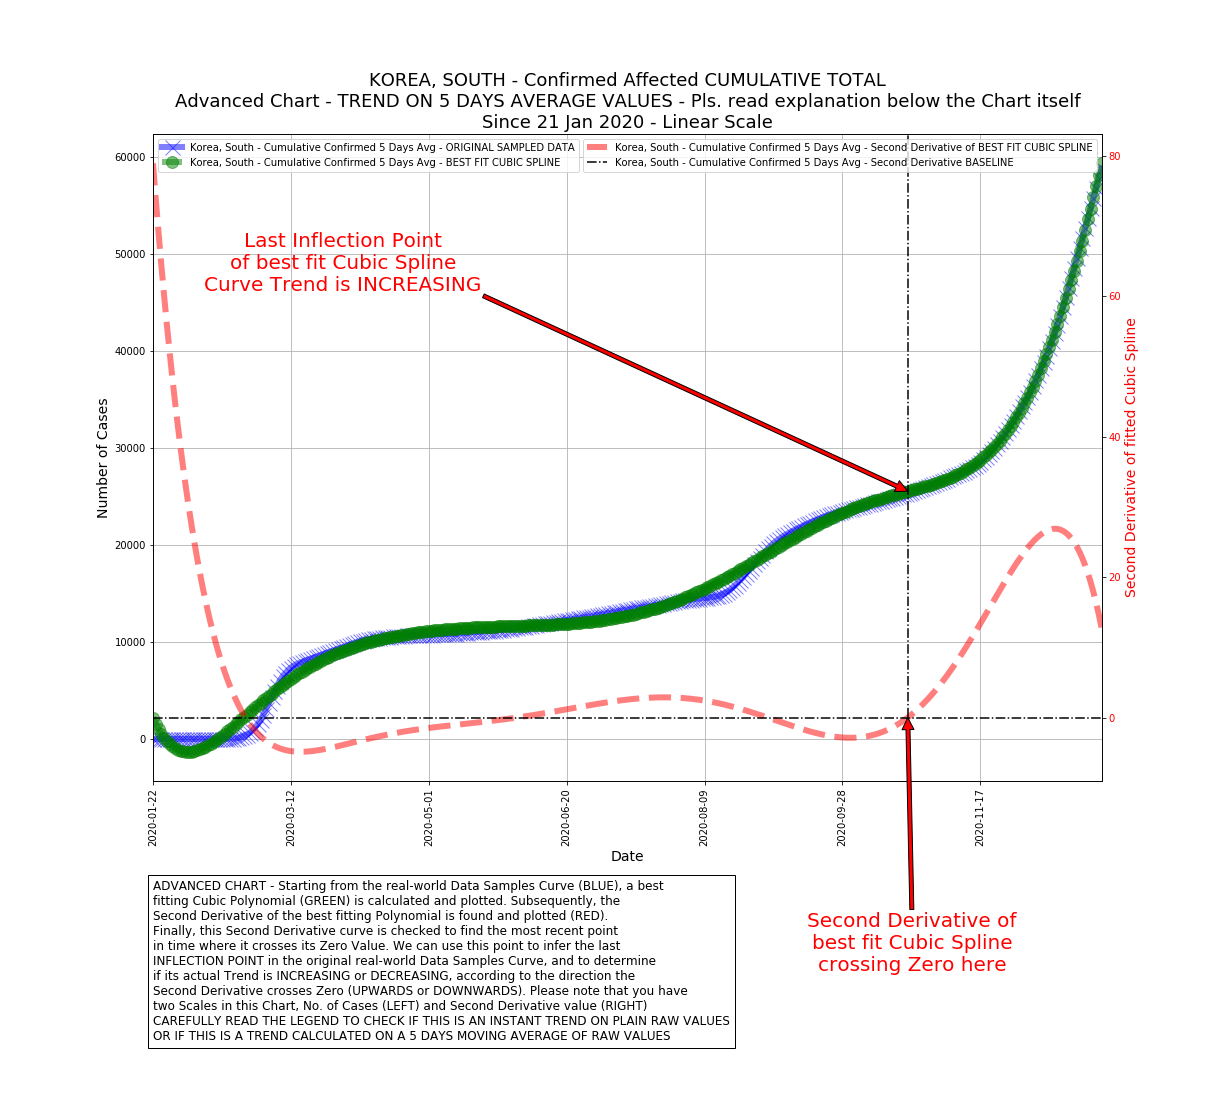 KOREA, SOUTH - Confirmed Affected CUMULATIVE TOTAL
Advanced Chart - TREND ON 5 DAYS AVERAGE VALUES - Pls. read explanation below the Chart itself
Since 21 Jan 2020 - Linear Scale
Korea, South - Cumulative Confirmed 5 Days Avg - ORIGINAL SAMPLED DATA
Korea, South - Cumulative Confirmed 5 Days Avg - BEST FIT CUBIC SPLINE
Korea, South - Cumulative Confirmed 5 Days Avg - Second Derivative of BEST FIT CUBIC SPLINE
Korea, South - Cumulative Confirmed 5 Days Avg - Second Derivative BASELINE
Last Inflection Point
of best fit Cubic Spline
Curve Trend is INCREASING
Number of Cases
60000
50000
40000
30000
20000
10000
0
Second Derivative of fitted Cubic Spline
80
60
40
20
0
2020-01-22
2020-03-12
2020-05-01
2020-06-20
2020-08-09
2020-09-28
2020-11-17
Date
Second Derivative of
best fit Cubic Spline
crossing Zero here
ADVANCED CHART - Starting from the real-world Data Samples Curve (BLUE), a best
fitting Cubic Polynomial (GREEN) is calculated and plotted. Subsequently, the
Second Derivative of the best fitting Polynomial is found and plotted (RED).
Finally, this Second Derivative curve is checked to find the most recent point
in time where it crosses its Zero Value. We can use this point to infer the last
INFLECTION POINT in the original real-world Data Samples Curve, and to determine
if its actual Trend is INCREASING or DECREASING, according to the direction the
Second Derivative crosses Zero (UPWARDS or DOWNWARDS). Please note that you have
two Scales in this Chart, No. of Cases (LEFT) and Second Derivative value (RIGHT)
CAREFULLY READ THE LEGEND TO CHECK IF THIS IS AN INSTANT TREND ON PLAIN RAW VALUES
OR IF THIS IS A TREND CALCULATED ON A 5 DAYS MOVING AVERAGE OF RAW VALUES